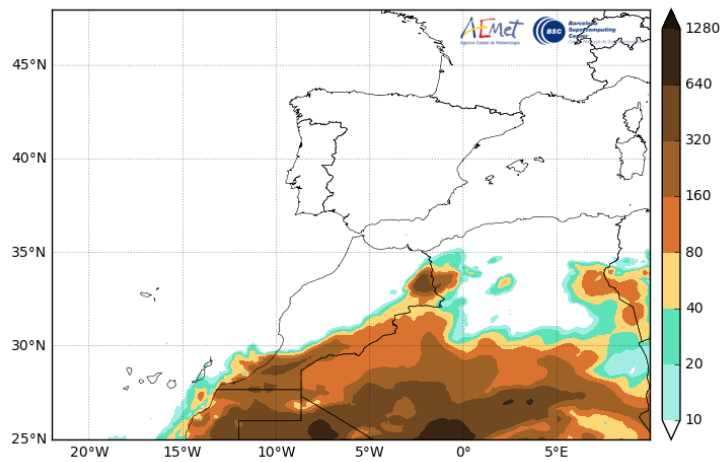 AEMet
Agencia Estatal de Meteorología
BSC
Barcelona
Supercomputing
Center
1280
640
320
160
80
40
20
10
45°N
40°N
35°N
30°N
25°N
20°W
15°W
10°W
5°W
0°E
5°E